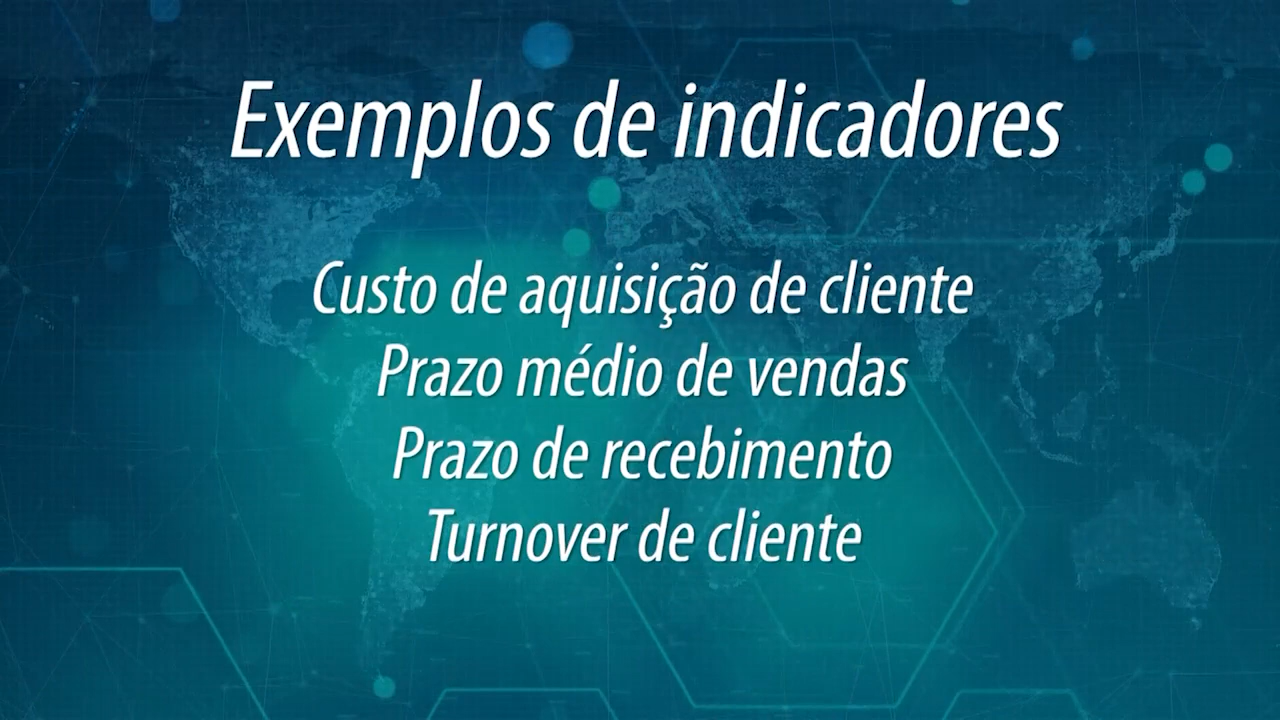 Exemplos de indicadores
Custo de aquisição de cliente
Prazo médio de vendas
Prazo de recebimento
Turnover de cliente